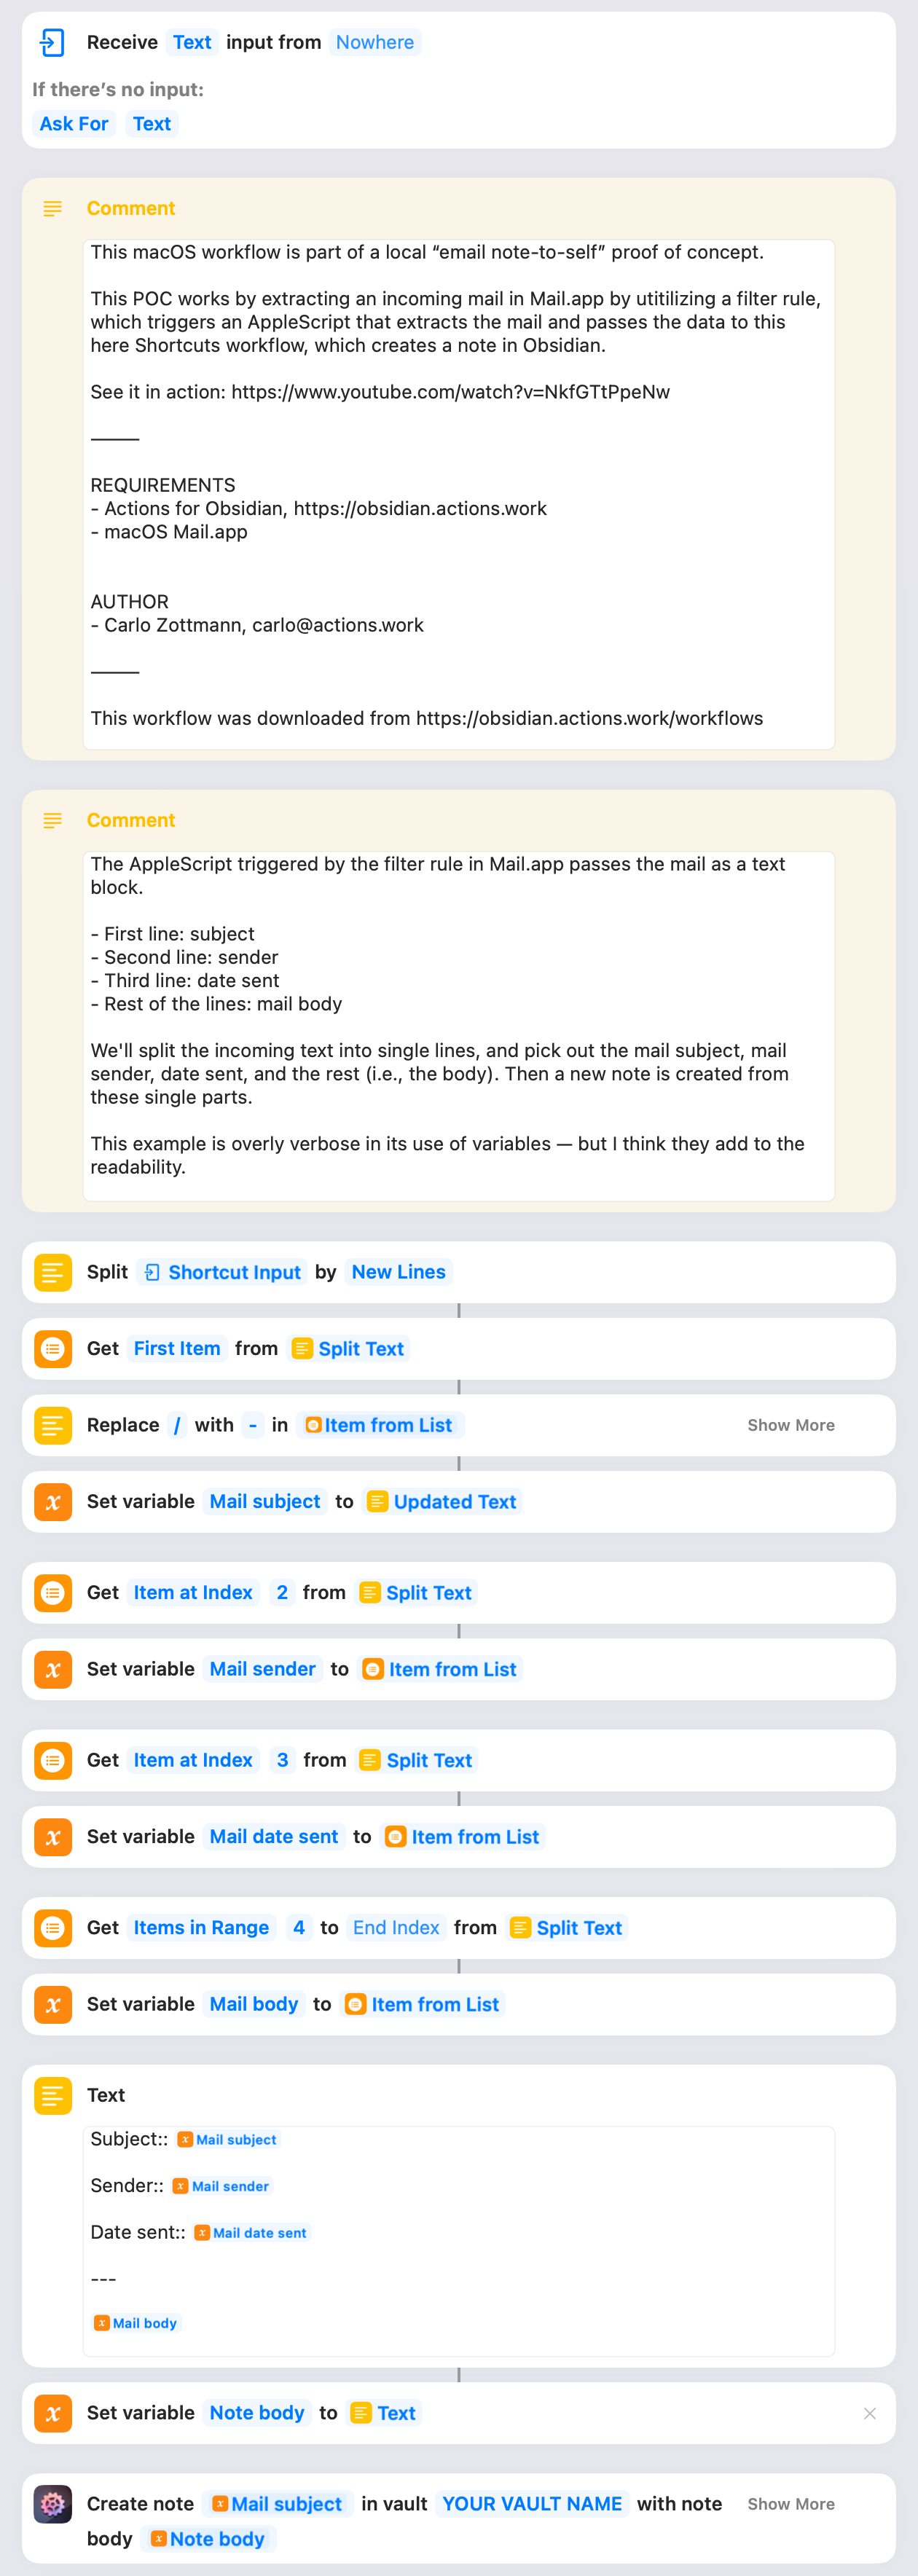 Receive Text input from Nowhere
If there’s no input:
Ask For Text
Comment
This macOS workflow is part of a local “email note-to-self” proof of concept.
This POC works by extracting an incoming mail in Mail.app by utitilizing a filter rule,
which triggers an AppleScript that extracts the mail and passes the data to this
here Shortcuts workflow, which creates a note in Obsidian.
See it in action: https://www.youtube.com/watch?v=NkfGTtPpeNw
———
REQUIREMENTS
- Actions for Obsidian, https://obsidian.actions.work
- macOS Mail.app
AUTHOR
- Carlo Zottmann, carlo@actions.work
———
This workflow was downloaded from https://obsidian.actions.work/workflows
Comment
The AppleScript triggered by the filter rule in Mail.app passes the mail as a text
block.
- First line: subject
- Second line: sender
- Third line: date sent
- Rest of the lines: mail body
We'll split the incoming text into single lines, and pick out the mail subject, mail
sender, date sent, and the rest (i.e., the body). Then a new note is created from
these single parts.
This example is overly verbose in its use of variables — but I think they add to the
readability.
Split Shortcut Input by New Lines
Get First Item from Split Text
Replace / with - in Item from List Show More
Set variable Mail subject to Updated Text
Get Item at Index 2 from Split Text
Set variable Mail sender to Item from List
Get Item at Index 3 from Split Text
Set variable Mail date sent to Item from List
Get Items in Range 4 to End Index from Split Text
Set variable Mail body to Item from List
Text
Subject:: Mail subject
Sender:: Mail sender
Date sent:: Mail date sent
---
Mail body
Set variable Note body to Text
Create note Mail subject in vault YOUR VAULT NAME with note Show More
body Note body